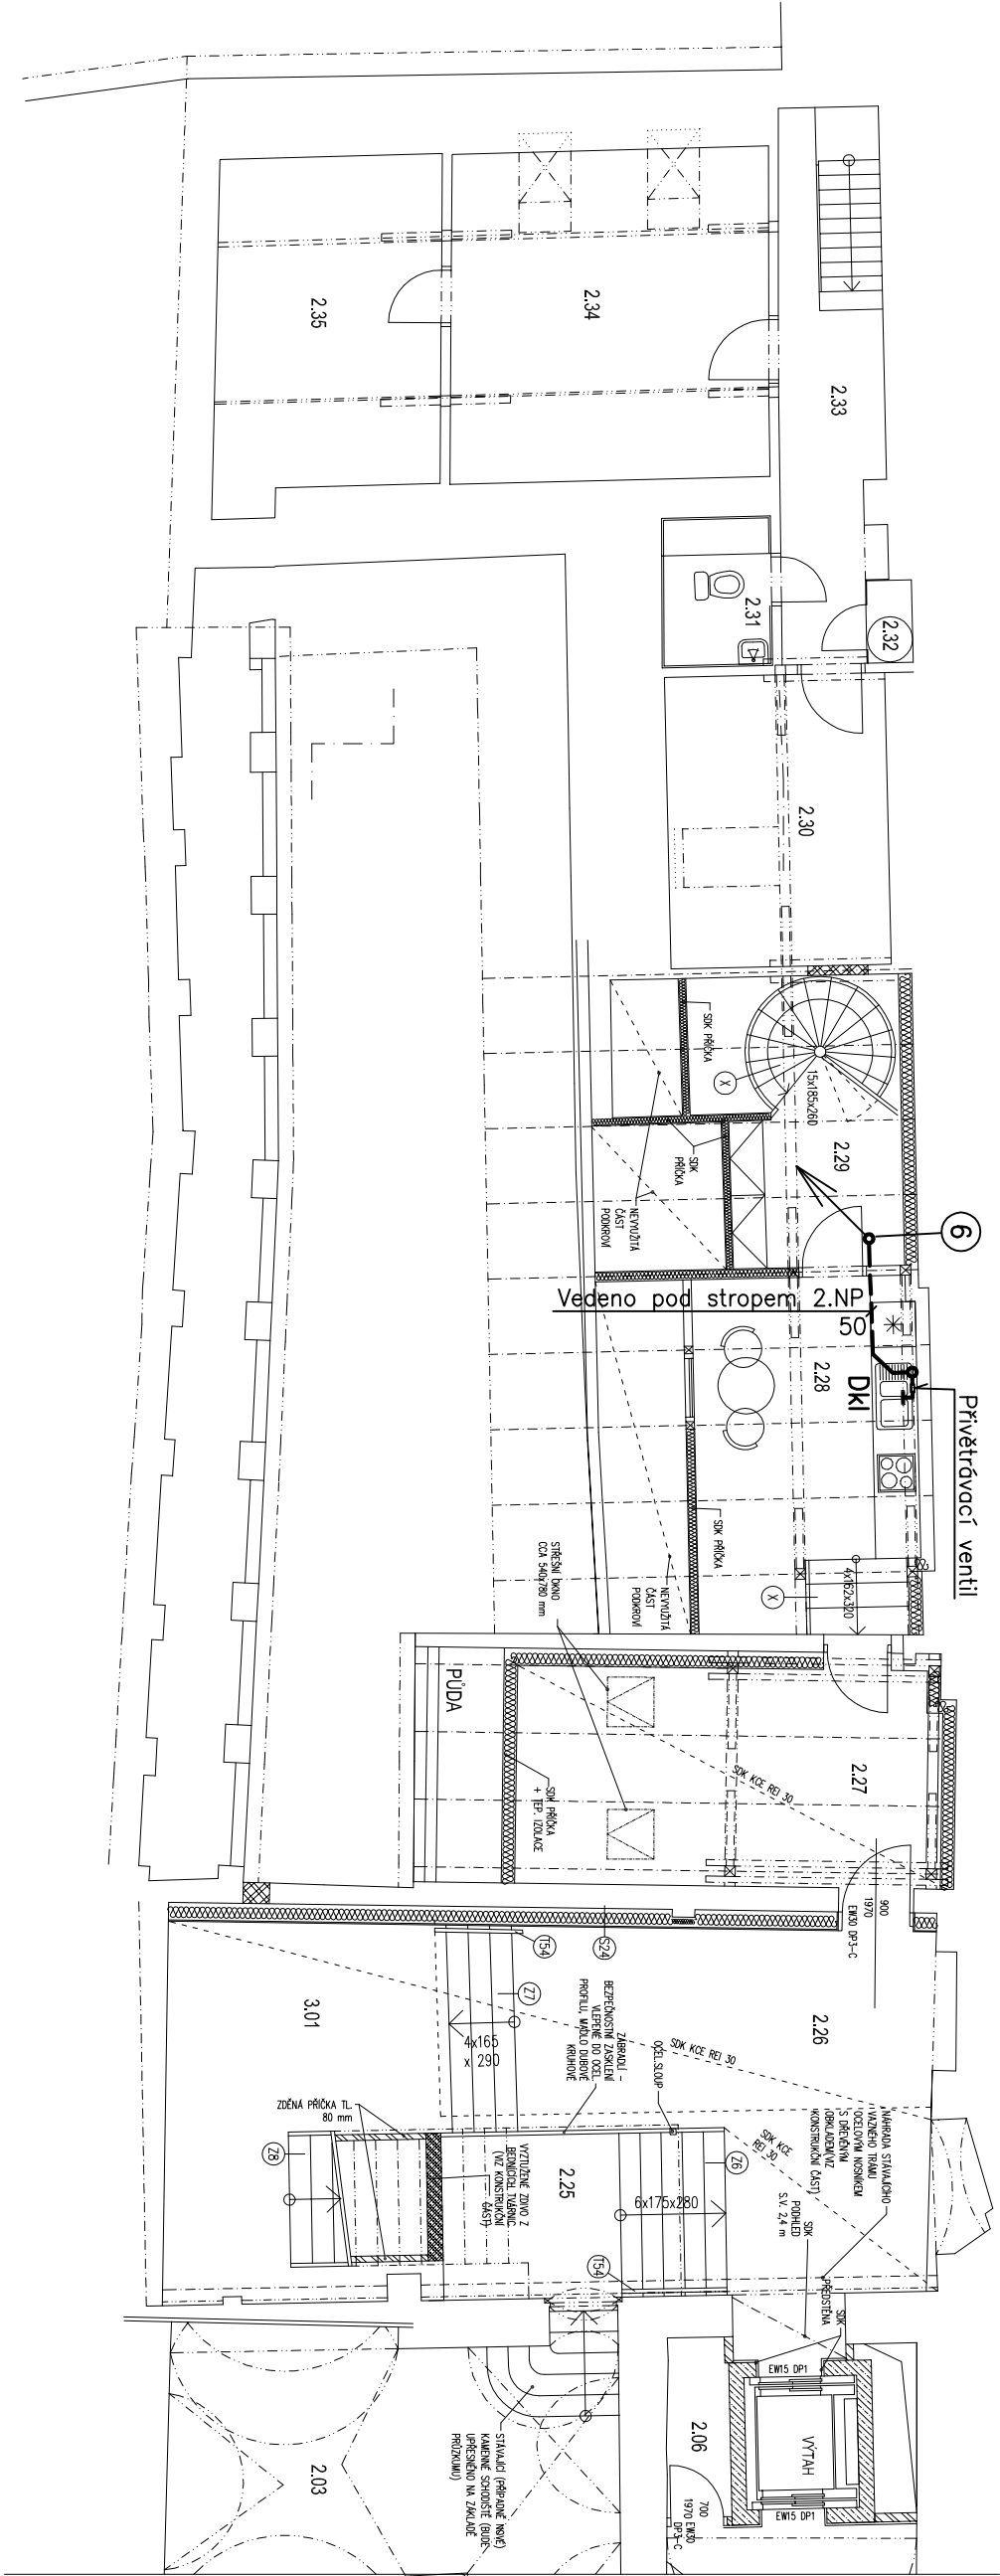 2.35
2.34
2.33
2.31
2.32
2.30
SDK PŘÍČKA
X
15x185x260
2.29
SDK
PŘÍČKA
NEVYUŽITÁ
ČÁST
PODKROVÍ
6
Vedeno pod stropem 2.NP
50
2.28
Dkl
Přivětrávací ventil
SDK PŘÍČKA
NEVYUŽITÁ
ČÁST
PODKROVÍ
STŘEŠNÍ OKNO
CCA 540x780 mm
4x162x320
X
PŮDA
SDK PŘÍČKA
+ TEP. IZOLACE
SDK KCE REI 30
2.27
900
1970
EW30 DP3-C
T54
S24
Z7
4x165
x 290
3.01
ZÁBRADLÍ -
BEZPEČNOSTNÍ ZASKLENÍ
VLEPENÉ DO OCEL.
PROFILU, MADLO DUBOVÉ
KRUHOVÉ
OCEL.SLOUP
SDK KCE REI 30
2.26
NÁHRADA STÁVAJÍCÍHO
VAZNÉHO TRÁMU
OCELOVÝM NOSNÍKEM
S DŘEVĚNÝM
OBKLADEM(VIZ
KONSTRUKČNÍ ČÁST)
SDK KCE
REI 30
ZDĚNÁ PŘÍČKA TL.
80 mm
Z8
VYZTUŽENÉ ZDIVO Z
BEDNÍCÍCH TVÁRNIC
(VIZ KONSTRUKČNÍ
ČÁST)
2.25
Z6
6x175x280
T54
SDK
PODHLED
S.V. 2,4 m
SDK
PŘEDSTĚNA
EW15 DP1
VÝTAH
EW15 DP1
2.06
700
1970 EW30
DP3-C
STÁVAJÍCÍ (PŘÍPADNĚ NOVÉ)
KAMENNÉ SCHODIŠTĚ (BUDE
UPŘESNĚNO NA ZÁKLADĚ
PRŮZKUMU)
2.03